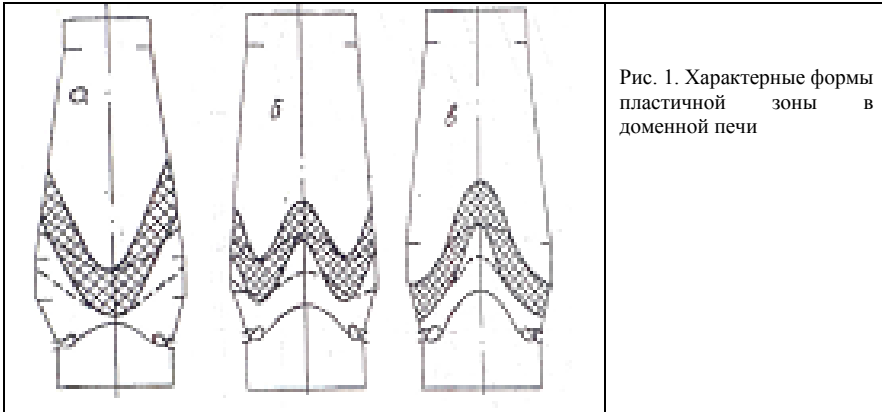 а
б
в
Рис. 1. Характерные формы
пластичной зоны в
доменной печи